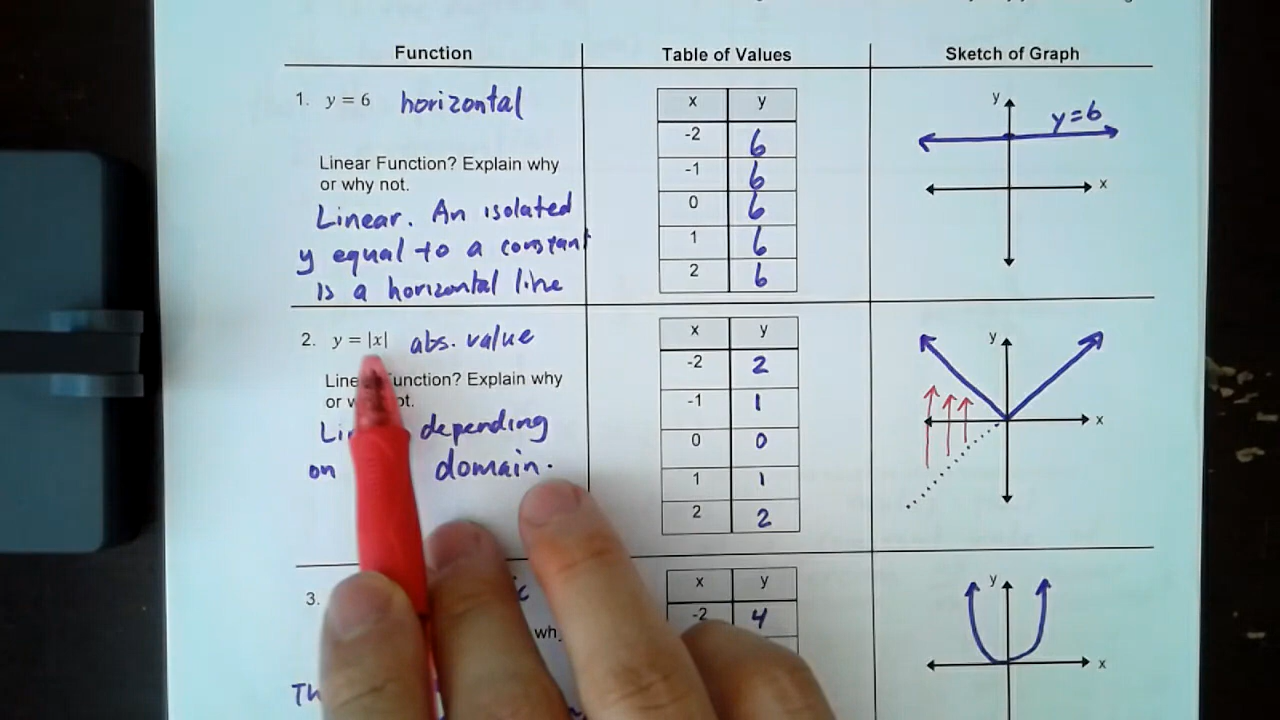 Function Table of Values Sketch of Graph
1. y = 6 horizontal
Linear Function? Explain why
or why not.
Linear. An isolated
y equal to a constant
is a horizontal line
x y
-2 6
-1 6
0 6
1 6
2 6
y
y=6
x
2. y = |x| abs. value
Function? Explain why
or
depending
on domain.
x y
-2 2
-1 1
0 0
1 1
2 2
y
x
3.
x y
-2 4
y
x